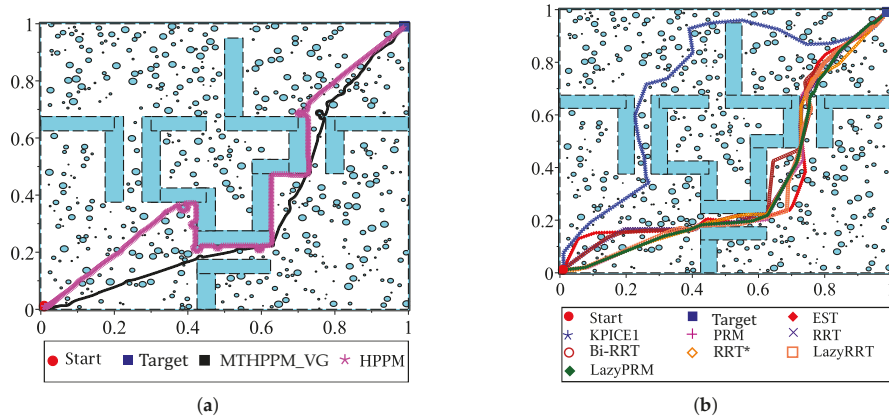 1
0.8
0.6
0.4
0.2
0
0 0.2 0.4 0.6 0.8 1
Start Target MTHPPM_VG HPPM
(a)
1
0.8
0.6
0.4
0.2
0
0.2 0.4 0.6 0.8 1
Start Target EST
KPICE1 PRM RRT
Bi-RRT RRT* LazyRRT
LazyPRM
(b)